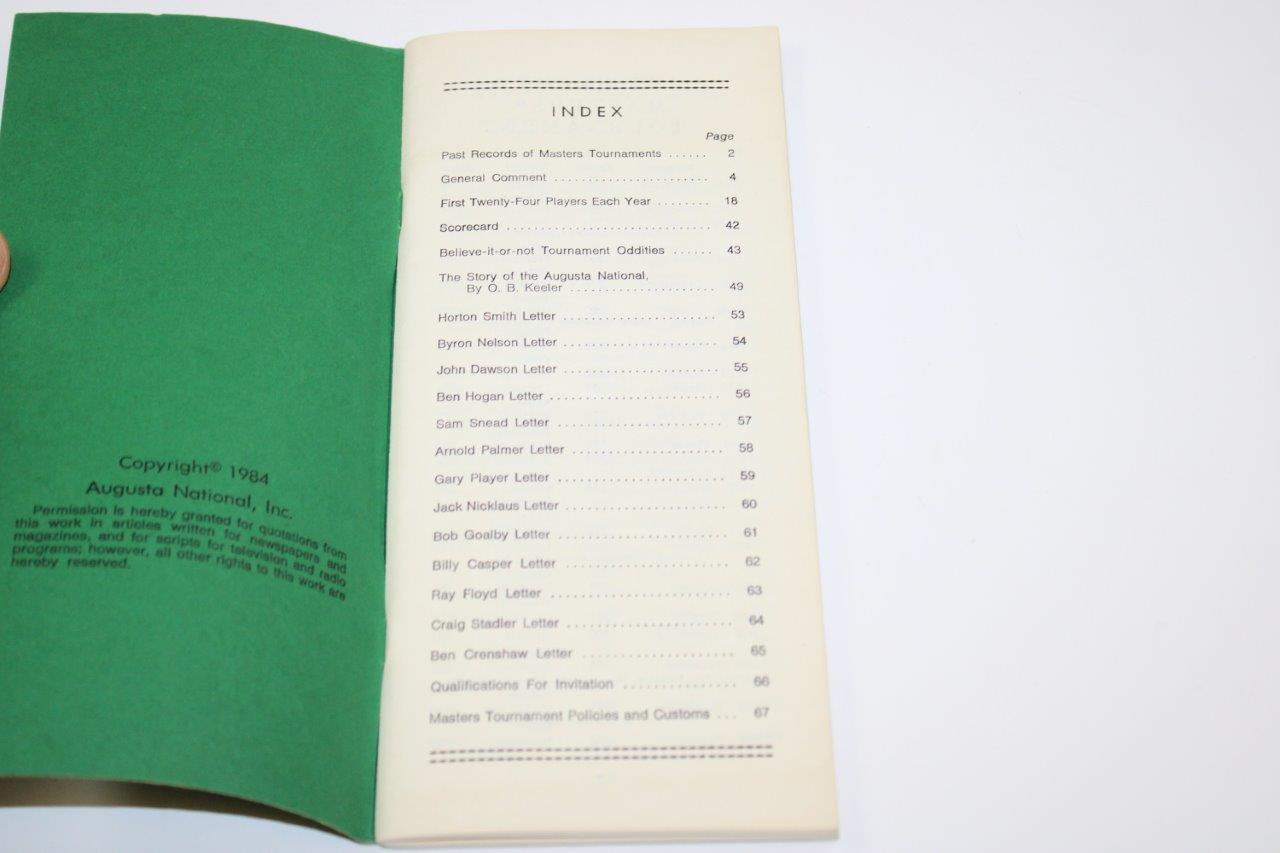 Copyright© 1984
Augusta National, Inc.
Permission is hereby granted for quotations from
this work in articles written for newspapers and
magazines, and for scripts for television and radio
programs; however, all other rights to this work are
hereby reserved.
INDEX
Page
Past Records of Masters Tournaments ...... 2
General Comment ....................... 4
First Twenty-Four Players Each Year ........ 18
Scorecard .............................. 42
Believe-it-or-not Tournament Oddities ...... 43
The Story of the Augusta National,
By O. B. Keeler ...................... 49
Horton Smith Letter ....................... 53
Byron Nelson Letter ....................... 54
John Dawson Letter ....................... 55
Ben Hogan Letter ......................... 56
Sam Snead Letter ........................ 57
Arnold Palmer Letter ...................... 58
Gary Player Letter ........................ 59
Jack Nicklaus Letter ....................... 60
Bob Goalby Letter ........................ 61
Billy Casper Letter ........................ 62
Ray Floyd Letter .......................... 63
Craig Stadler Letter ........................ 64
Ben Crenshaw Letter ...................... 65
Qualifications For Invitation ................ 66
Masters Tournament Policies and Customs ... 67